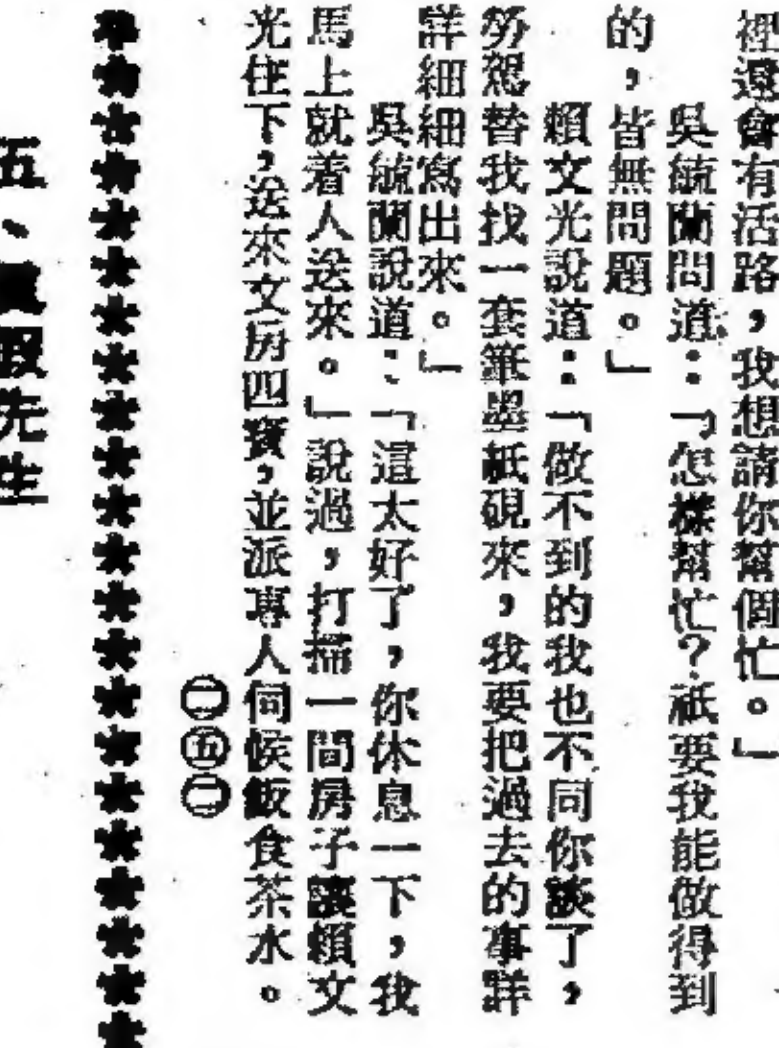 裡還會有活路,我想請你幫個忙。」
吳毓蘭問道:「怎樣幫忙?祇要我能做得到
的,皆無問題。」
賴文光說道:「做不到的我也不同你談了,
勞駕替我找一套筆墨紙硯來,我要把過去的事詳
詳細細寫出來。」
吳毓蘭說道:「這太好了,你休息一下,我
馬上就着人送來。」說過,打掃一間房子讓賴文
光住下,送來文房四寶,並派專人伺候飯食茶水。
㊁㊄㊁
五、真假先生